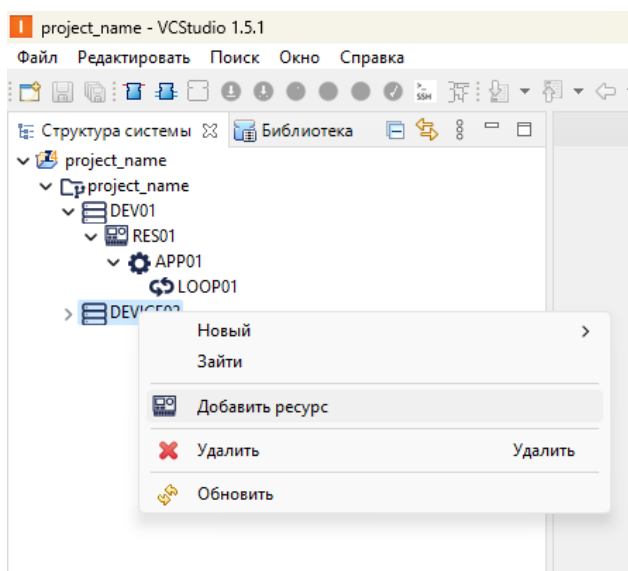 project_name - VCStudio 1.5.1
Файл Редактировать Поиск Окно Справка
SSH
Структура системы Библиотека
project_name
project_name
DEV01
RES01
APP01
LOOP01
Новый
Зайти
Добавить ресурс
Удалить Удалить
Обновить